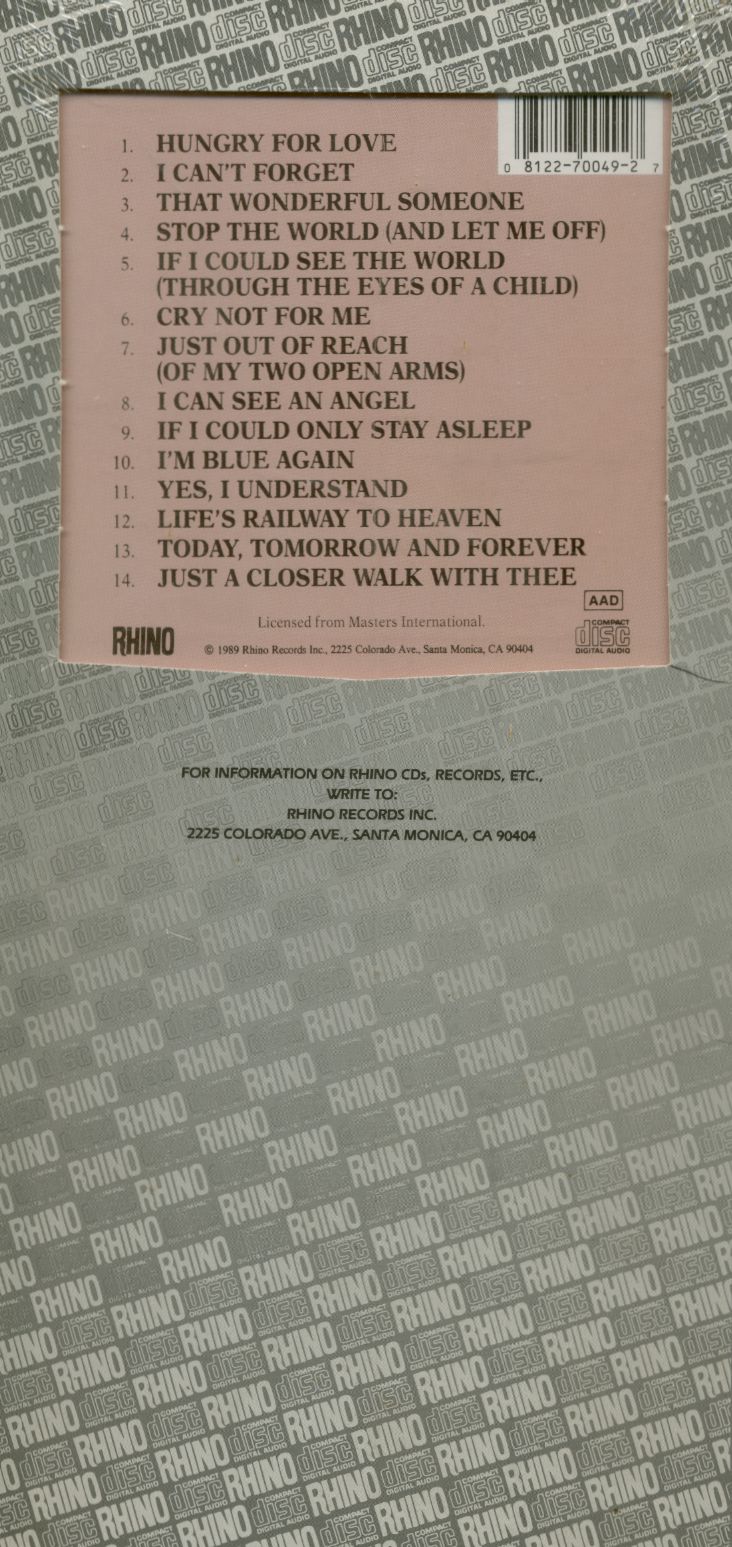 1. HUNGRY FOR LOVE
2. I CAN'T FORGET
3. THAT WONDERFUL SOMEONE
4. STOP THE WORLD (AND LET ME OFF)
5. IF I COULD SEE THE WORLD
(THROUGH THE EYES OF A CHILD)
6. CRY NOT FOR ME
7. JUST OUT OF REACH
(OF MY TWO OPEN ARMS)
8. I CAN SEE AN ANGEL
9. IF I COULD ONLY STAY ASLEEP
10. I'M BLUE AGAIN
11. YES, I UNDERSTAND
12. LIFE'S RAILWAY TO HEAVEN
13. TODAY, TOMORROW AND FOREVER
14. JUST A CLOSER WALK WITH THEE
0 8122-70049-2 7
AAD
Licensed from Masters International.
RHINO
© 1989 Rhino Records Inc., 2225 Colorado Ave., Santa Monica, CA 90404
COMPACT
disc
DIGITAL AUDIO
FOR INFORMATION ON RHINO CDs, RECORDS, ETC.,
WRITE TO:
RHINO RECORDS INC.
2225 COLORADO AVE., SANTA MONICA, CA 90404